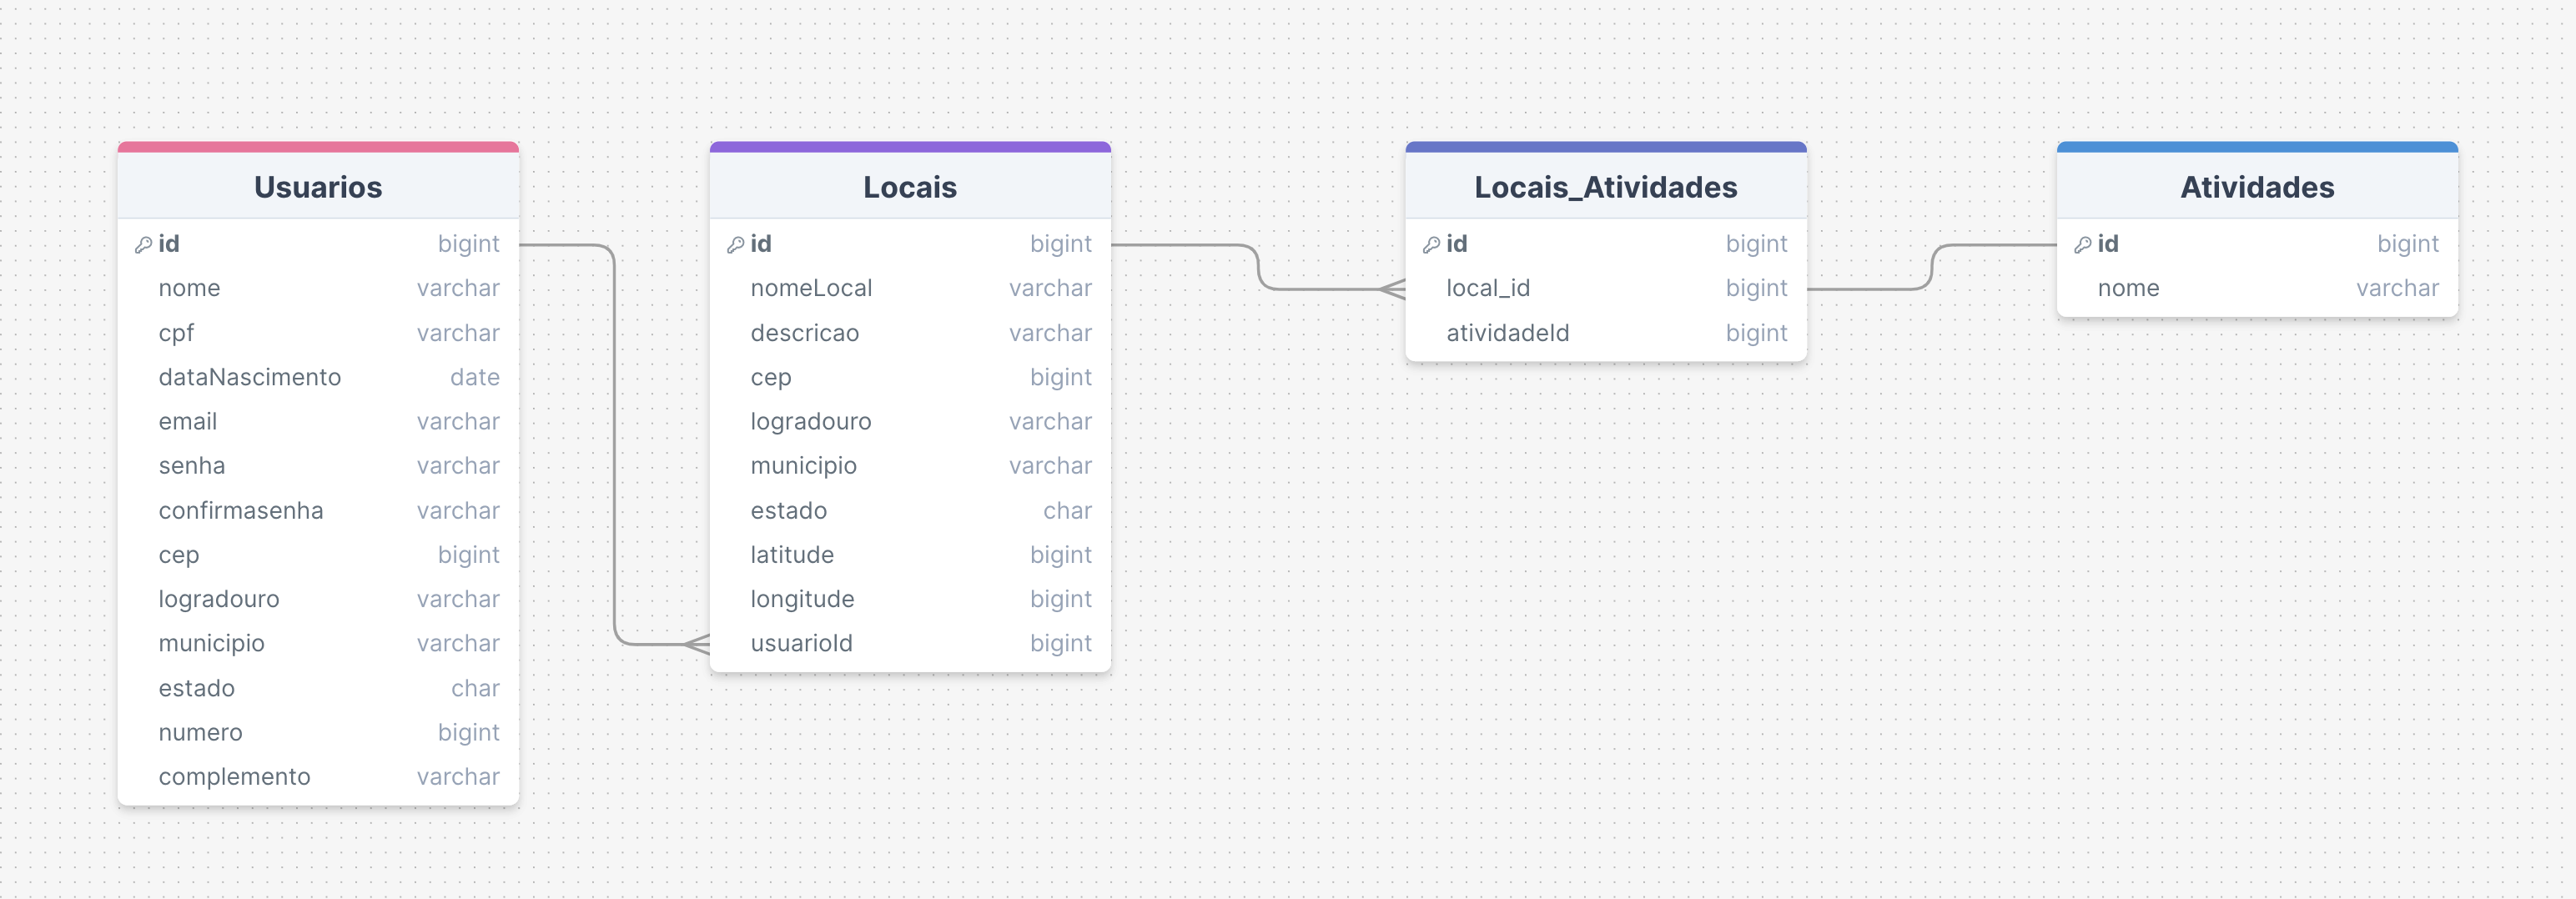 Usuarios
id bigint
nome varchar
cpf varchar
dataNascimento date
email varchar
senha varchar
confirmasenha varchar
cep bigint
logradouro varchar
municipio varchar
estado char
numero bigint
complemento varchar
Locais
id bigint
nomeLocal varchar
descricao varchar
cep bigint
logradouro varchar
municipio varchar
estado char
latitude bigint
longitude bigint
usuarioId bigint
Locais_Atividades
id bigint
local_id bigint
atividadeId bigint
Atividades
id bigint
nome varchar